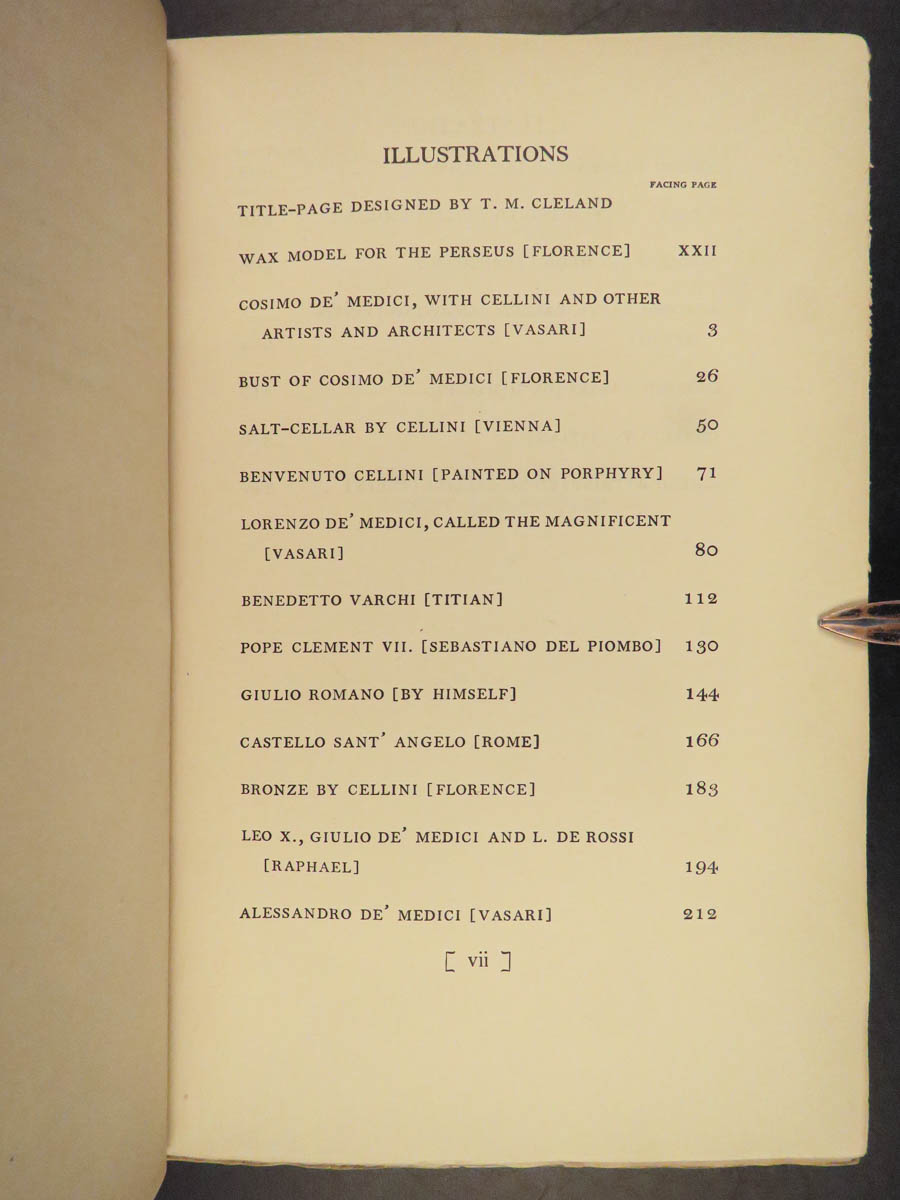 ILLUSTRATIONS
FACING PAGE
TITLE-PAGE DESIGNED BY T. M. CLELAND
WAX MODEL FOR THE PERSEUS [FLORENCE] XXII
COSIMO DE' MEDICI, WITH CELLINI AND OTHER
ARTISTS AND ARCHITECTS [VASARI] 3
BUST OF COSIMO DE' MEDICI [FLORENCE] 26
SALT-CELLAR BY CELLINI [VIENNA] 50
BENVENUTO CELLINI [PAINTED ON PORPHYRY] 71
LORENZO DE' MEDICI, CALLED THE MAGNIFICENT
[VASARI] 80
BENEDETTO VARCHI [TITIAN] 112
POPE CLEMENT VII. [SEBASTIANO DEL PIOMBO] 130
GIULIO ROMANO [BY HIMSELF] 144
CASTELLO SANT' ANGELO [ROME] 166
BRONZE BY CELLINI [FLORENCE] 183
LEO X., GIULIO DE' MEDICI AND L. DE ROSSI
[RAPHAEL] 194
ALESSANDRO DE' MEDICI [VASARI] 212
[ vii ]